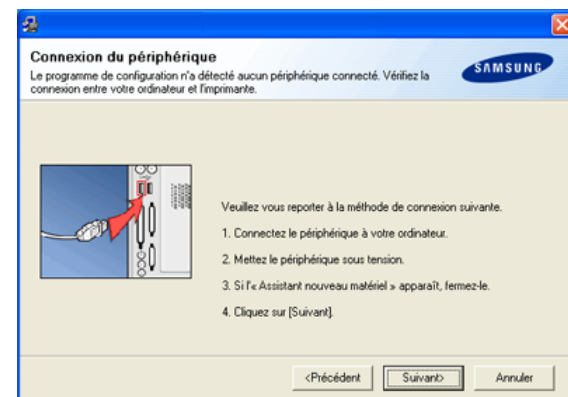 Connexion du périphérique
Le programme de configuration n'a détecté aucun périphérique connecté. Vérifiez la
connexion entre votre ordinateur et l'imprimante.
SAMSUNG
Veuillez vous reporter à la méthode de connexion suivante.
1. Connectez le périphérique à votre ordinateur.
2. Mettez le périphérique sous tension.
3. Si l'« Assistant nouveau matériel » apparaît, fermez-le.
4. Cliquez sur [Suivant].
<Précédent
Suivant>
Annuler